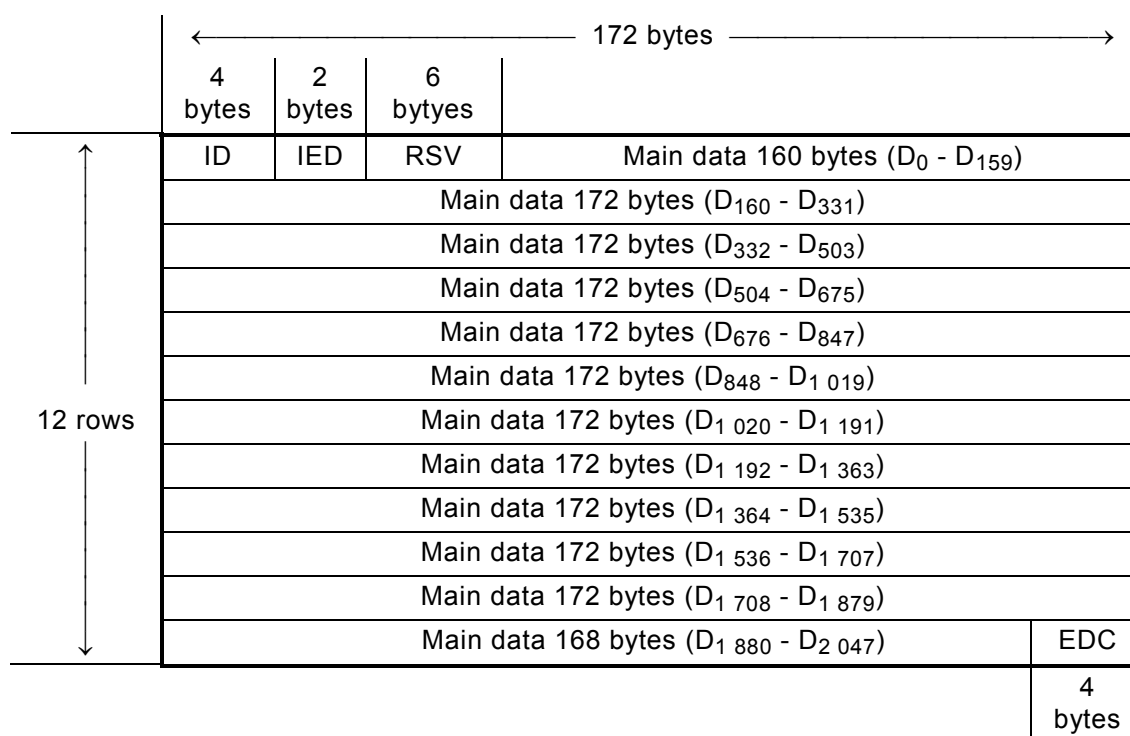 ← 172 bytes →
4 2 6
bytes bytes bytyes
ID IED RSV Main data 160 bytes (D0 - D159)
Main data 172 bytes (D160 - D331)
Main data 172 bytes (D332 - D503)
Main data 172 bytes (D504 - D675)
Main data 172 bytes (D676 - D847)
Main data 172 bytes (D848 - D1 019)
12 rows Main data 172 bytes (D1 020 - D1 191)
Main data 172 bytes (D1 192 - D1 363)
Main data 172 bytes (D1 364 - D1 535)
Main data 172 bytes (D1 536 - D1 707)
Main data 172 bytes (D1 708 - D1 879)
Main data 168 bytes (D1 880 - D2 047) EDC
4
bytes